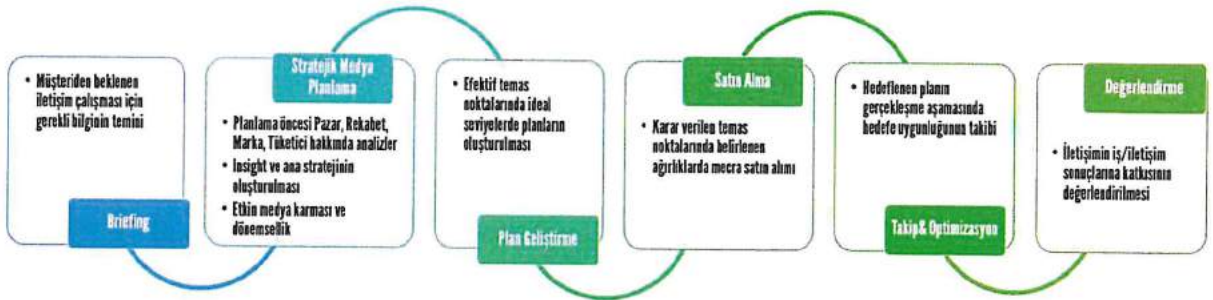 • Müşteriden beklenen
iletişim çalışması için
gerekli bilginin temini
Briefing
Stratejik Medya
Planlama
• Planlama öncesi Pazar, Rekabet,
Marka, Tüketici hakkında analizler
• Insight ve ana stratejinin
oluşturulması
• Etkin medya karması ve
dönemsellik
• Efektif temas
noktalarında ideal
seviyelerde planların
oluşturulması
Plan Geliştirme
Satın Alma
• Karar verilen temas
noktalarında belirlenen
ağırlıklarda mecra satın alımı
• Hedeflenen planın
gerçekleşme aşamasında
hedefe uygunluğunun takibi
Takip& Optimizasyon
Değerlendirme
• İletişimin iş/iletişim
sonuçlarına katkısının
değerlendirilmesi